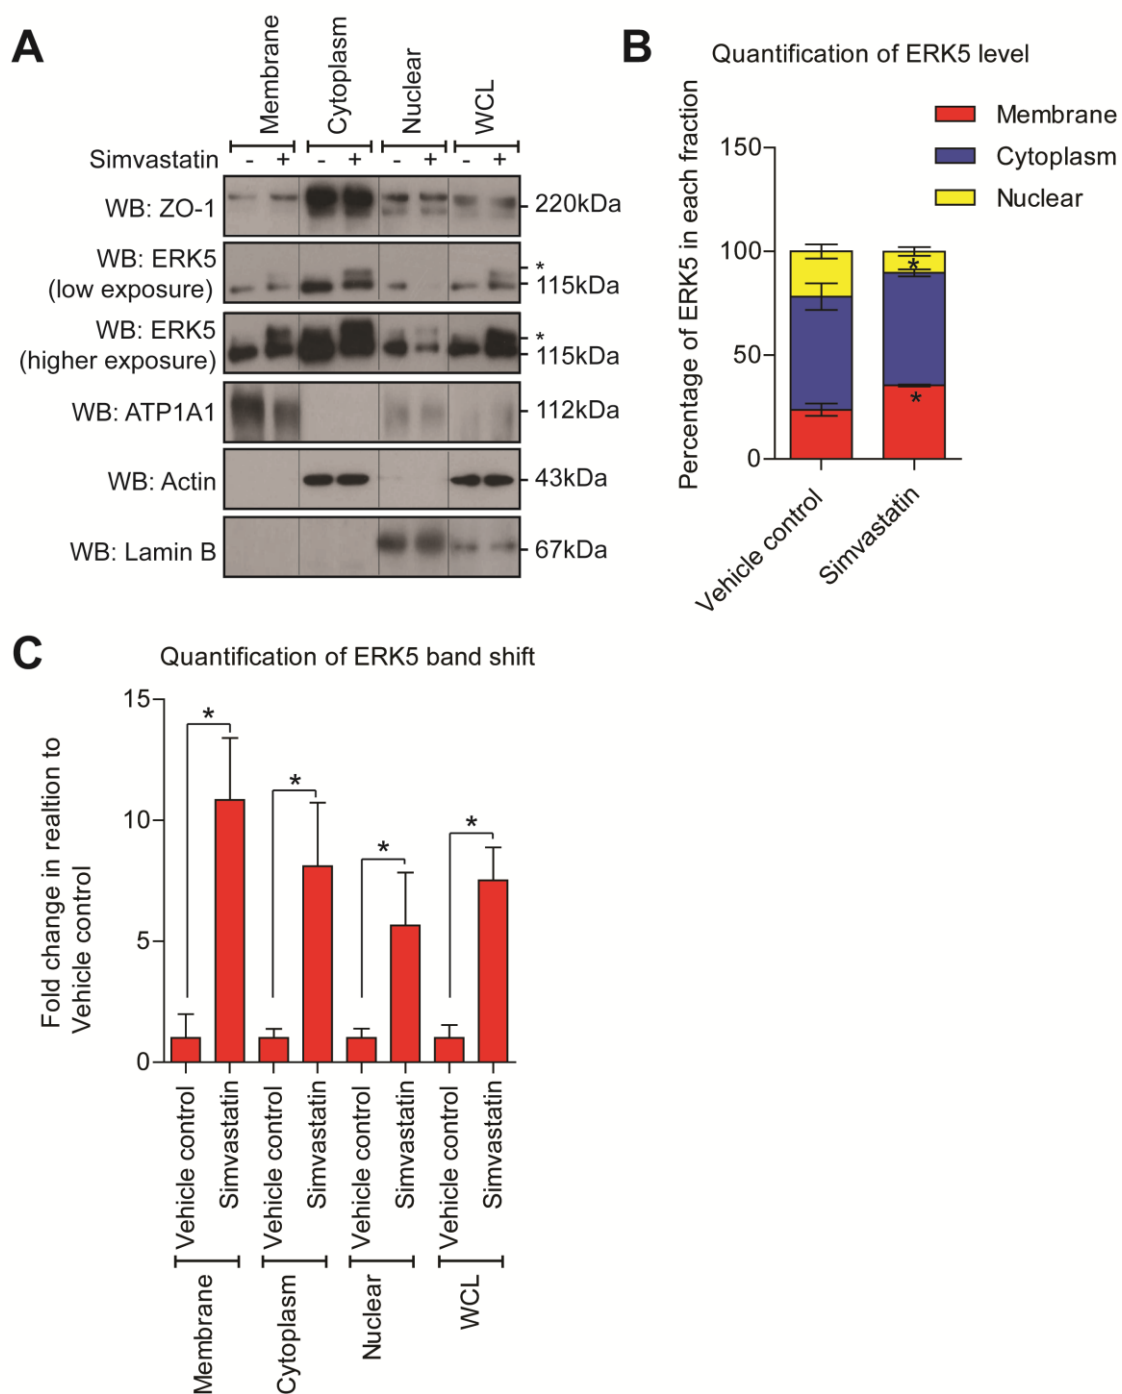 A
Membrane
Cytoplasm
Nuclear
WCL
Simvastatin - + - + - + - +
WB: ZO-1
220kDa
WB: ERK5
(low exposure)
*
115kDa
WB: ERK5
(higher exposure)
*
115kDa
WB: ATP1A1
112kDa
WB: Actin
43kDa
WB: Lamin B
67kDa
B
Quantification of ERK5 level
Membrane
Cytoplasm
Nuclear
Percentage of ERK5 in each fraction
150
100
50
0
*
*
Vehicle control
Simvastatin
C
Quantification of ERK5 band shift
Fold change in realtion to
Vehicle control
15
10
5
0
*
*
*
*
Vehicle control
Simvastatin
Vehicle control
Simvastatin
Vehicle control
Simvastatin
Vehicle control
Simvastatin
Membrane
Cytoplasm
Nuclear
WCL